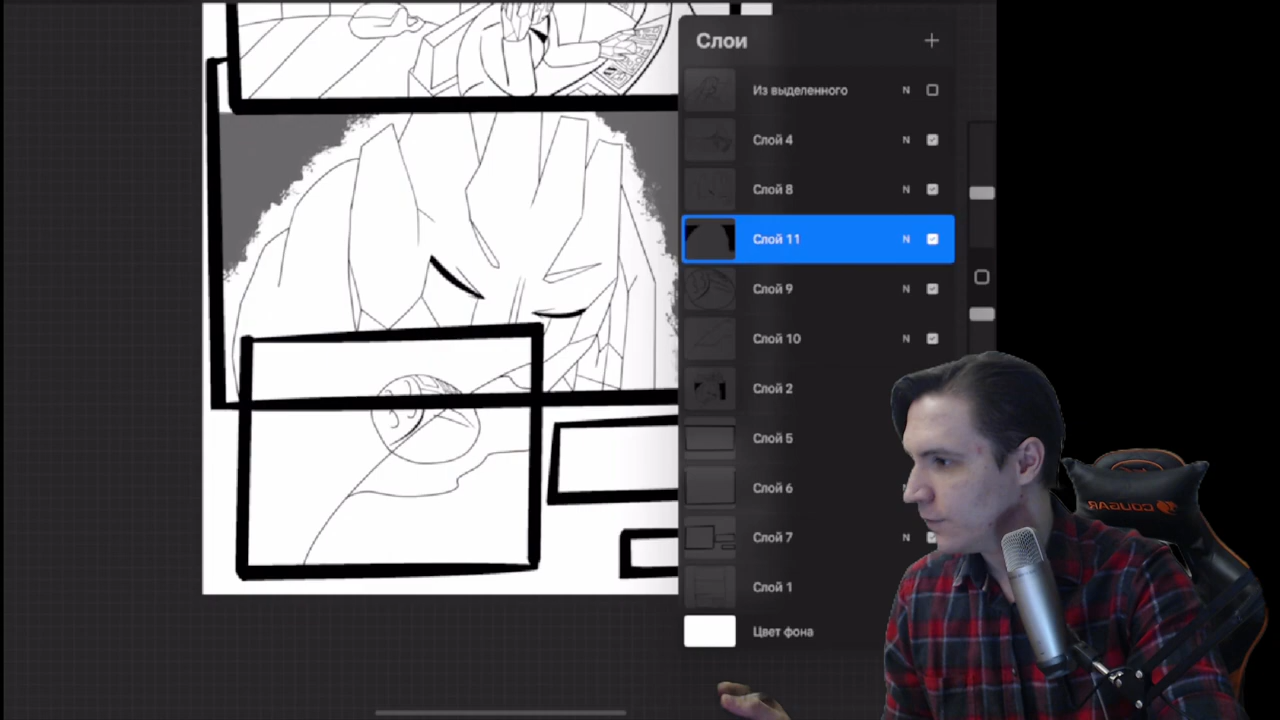 Слои
Из выделенного N
Слой 4 N
Слой 8 N
Слой 11 N
Слой 9 N
Слой 10 N
Слой 2
Слой 5
Слой 6
Слой 7 N
Слой 1
Цвет фона
COUGAR